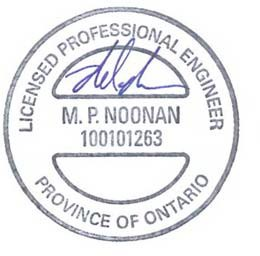 LICENSED PROFESSIONAL ENGINEER
M. P. NOONAN
100101263
PROVINCE OF ONTARIO